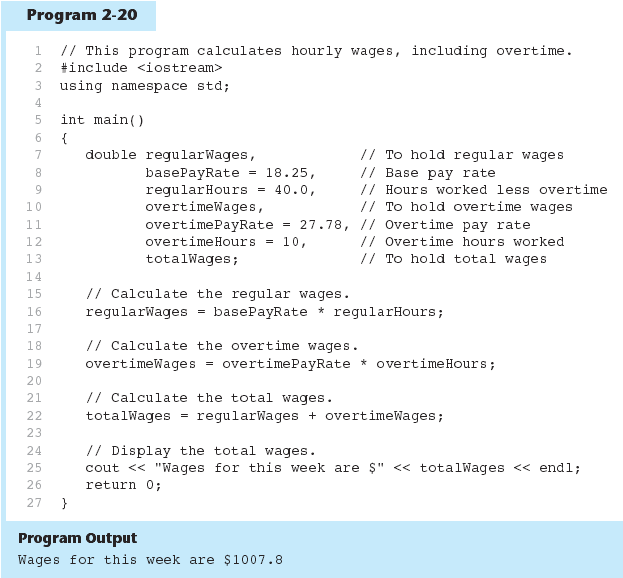 Program 2-20
1 // This program calculates hourly wages, including overtime.
2 #include <iostream>
3 using namespace std;
4
5 int main()
6 {
7 double regularWages, // To hold regular wages
8 basePayRate = 18.25, // Base pay rate
9 regularHours = 40.0, // Hours worked less overtime
10 overtimeWages, // To hold overtime wages
11 overtimePayRate = 27.78, // Overtime pay rate
12 overtimeHours = 10, // Overtime hours worked
13 totalWages; // To hold total wages
14
15 // Calculate the regular wages.
16 regularWages = basePayRate * regularHours;
17
18 // Calculate the overtime wages.
19 overtimeWages = overtimePayRate * overtimeHours;
20
21 // Calculate the total wages.
22 totalWages = regularWages + overtimeWages;
23
24 // Display the total wages.
25 cout << "Wages for this week are $" << totalWages << endl;
26 return 0;
27 }
Program Output
Wages for this week are $1007.8